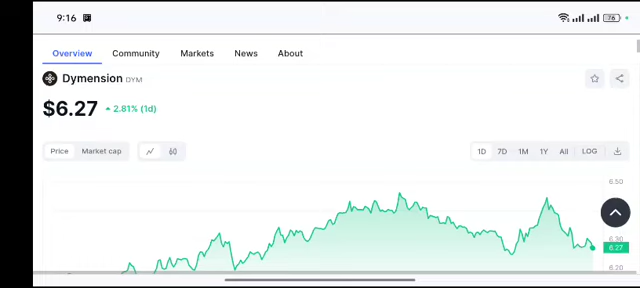 9:16 76
Overview Community Markets News About
Dymension DYM
$6.27 2.81% (1d)
Price Market cap 1D 7D 1M 1Y All LOG
6.50
6.30
6.27
6.20